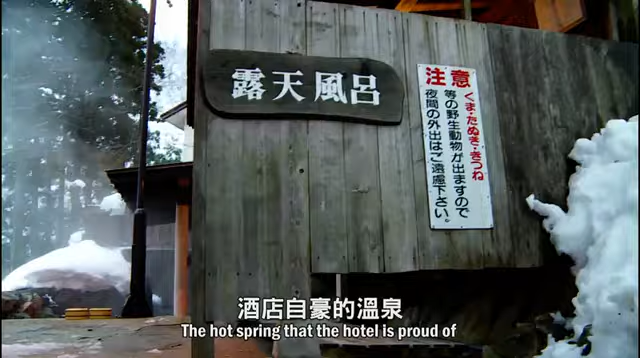 露天風呂
注意
くま・たぬき・きつね
等の野生動物が出ますので
夜間の外出はご遠慮下さい。
酒店自豪的溫泉
The hot spring that the hotel is proud of